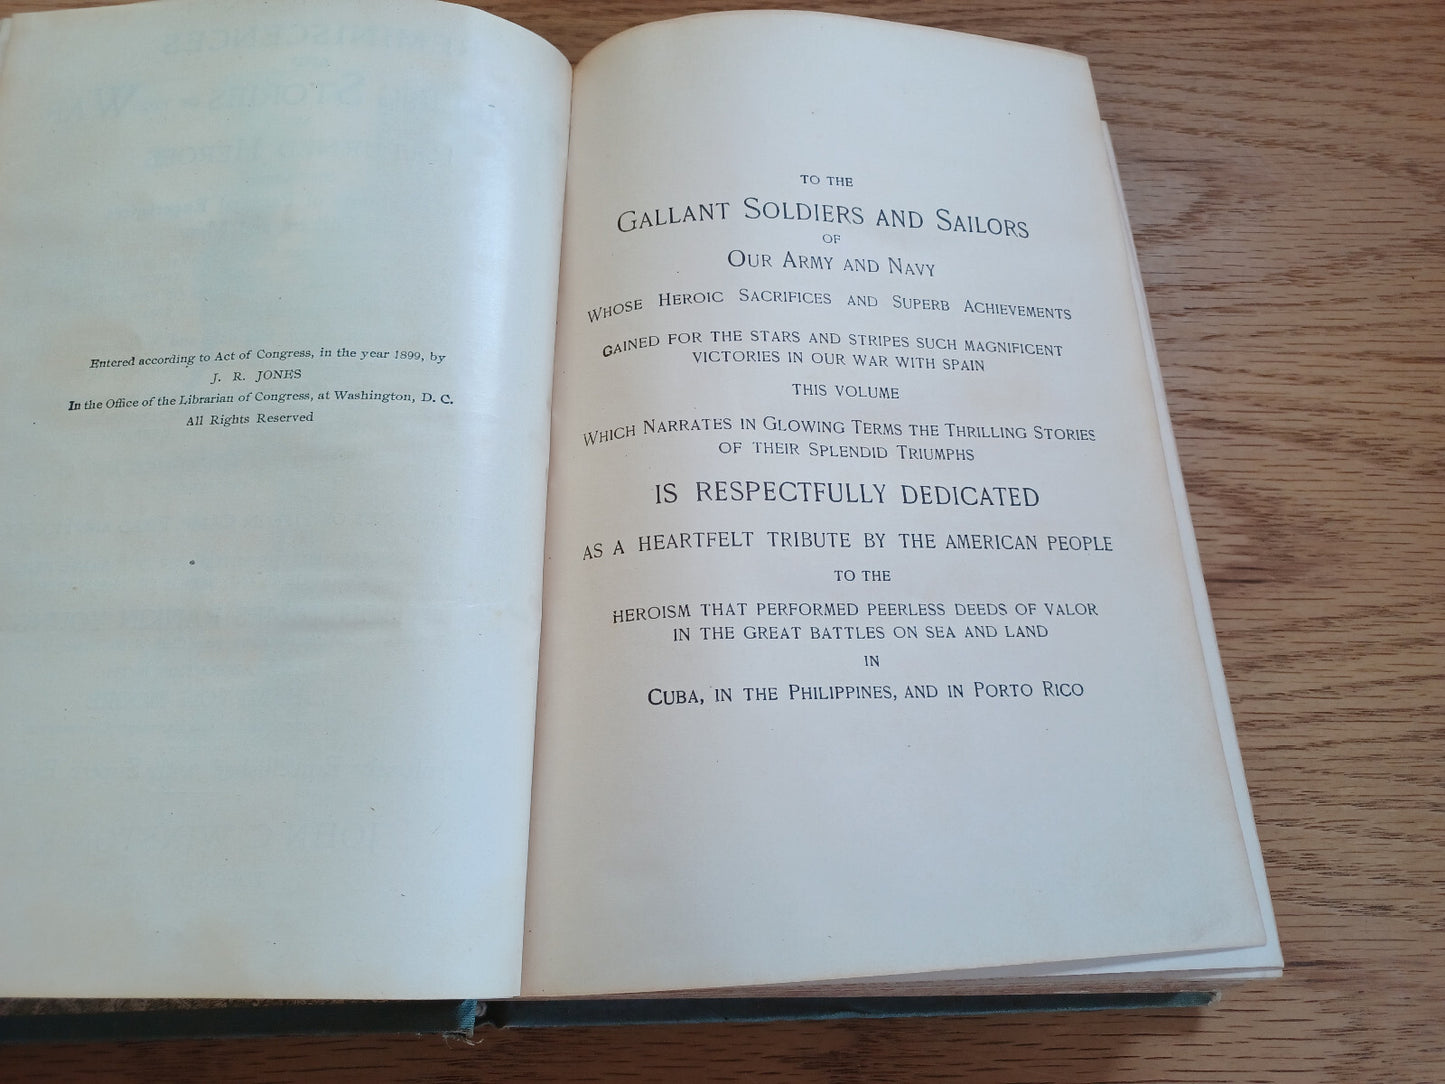 Entered according to Act of Congress, in the year 1899, by
J. R. JONES
In the Office of the Librarian of Congress, at Washington, D. C.
All Rights Reserved
TO THE
GALLANT SOLDIERS AND SAILORS
OF
OUR ARMY AND NAVY
WHOSE HEROIC SACRIFICES AND SUPERB ACHIEVEMENTS
GAINED FOR THE STARS AND STRIPES SUCH MAGNIFICENT
VICTORIES IN OUR WAR WITH SPAIN
THIS VOLUME
WHICH NARRATES IN GLOWING TERMS THE THRILLING STORIES
OF THEIR SPLENDID TRIUMPHS
IS RESPECTFULLY DEDICATED
AS A HEARTFELT TRIBUTE BY THE AMERICAN PEOPLE
TO THE
HEROISM THAT PERFORMED PEERLESS DEEDS OF VALOR
IN THE GREAT BATTLES ON SEA AND LAND
IN
CUBA, IN THE PHILIPPINES, AND IN PORTO RICO